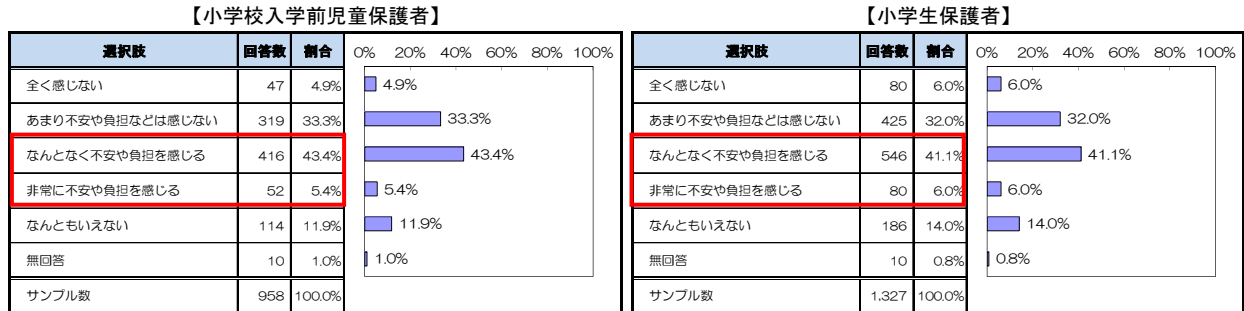 【小学校入学前児童保護者】
選択肢 回答数 割合 0% 20% 40% 60% 80% 100%
全く感じない 47 4.9% 4.9%
あまり不安や負担などは感じない 319 33.3% 33.3%
なんとなく不安や負担を感じる 416 43.4% 43.4%
非常に不安や負担を感じる 52 5.4% 5.4%
なんともいえない 114 11.9% 11.9%
無回答 10 1.0% 1.0%
サンプル数 958 100.0%
【小学生保護者】
選択肢 回答数 割合 0% 20% 40% 60% 80% 100%
全く感じない 80 6.0% 6.0%
あまり不安や負担などは感じない 425 32.0% 32.0%
なんとなく不安や負担を感じる 546 41.1% 41.1%
非常に不安や負担を感じる 80 6.0% 6.0%
なんともいえない 186 14.0% 14.0%
無回答 10 0.8% 0.8%
サンプル数 1,327 100.0%